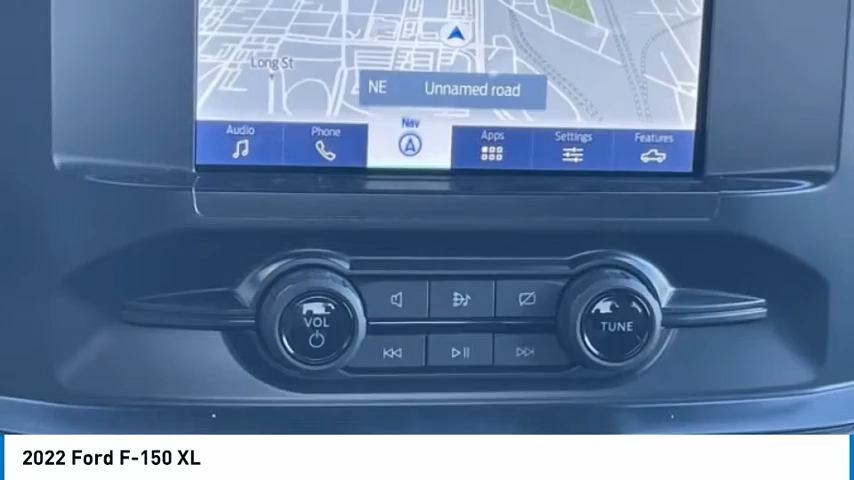 Long St
NE Unnamed road
Audio Phone Nav Apps Settings Features
VOL
TUNE
2022 Ford F-150 XL